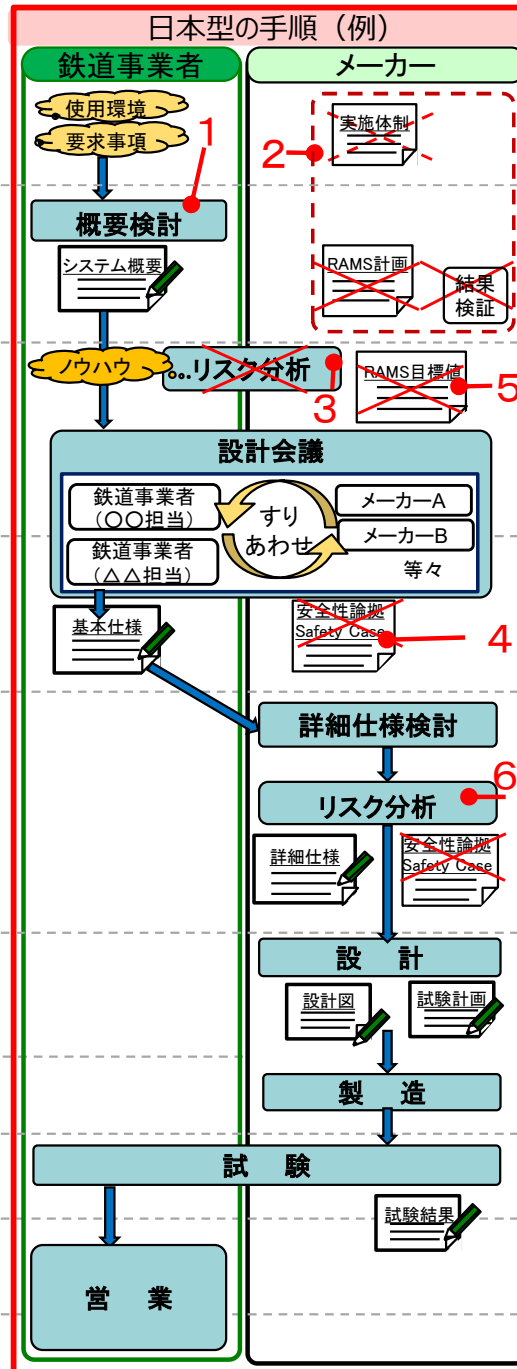 日本型の手順（例）
鉄道事業者
メーカー
使用環境
要求事項
1
2
実施体制
概要検討
システム概要
RAMS計画
結果
検証
ノウハウ
…リスク分析
3
RAMS目標値
5
設計会議
鉄道事業者
（〇〇担当）
すり
あわせ
メーカーA
メーカーB
鉄道事業者
（△△担当）
等々
基本仕様
安全性論拠
Safety Case
4
詳細仕様検討
6
リスク分析
詳細仕様
安全性論拠
Safety Case
設　計
設計図
試験計画
製　造
試　験
試験結果
営　業